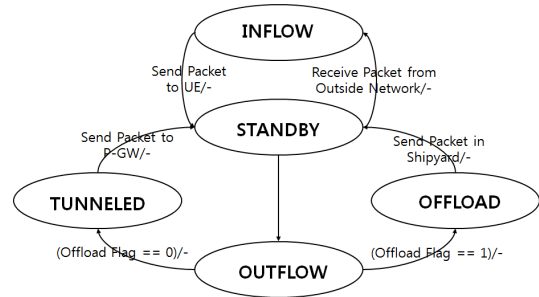 INFLOW
Send Packet
to UE/-
Receive Packet from
Outside Network/-
STANDBY
Send Packet to
P-GW/-
Send Packet in
Shipyard/-
TUNNELED
OFFLOAD
(Offload Flag == 0)/-
(Offload Flag == 1)/-
OUTFLOW